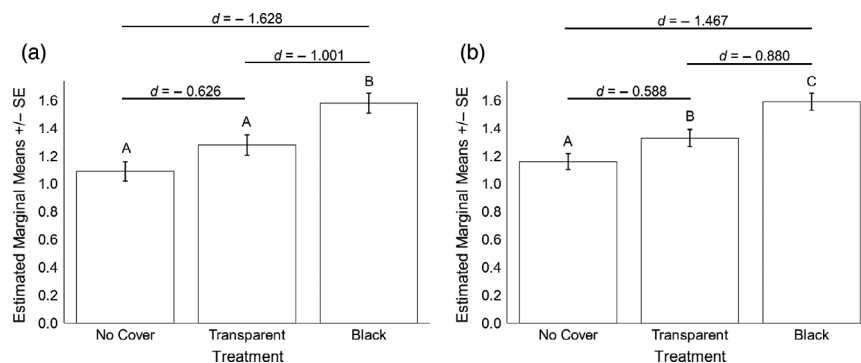 d = – 1.628
(a)
d = – 1.001
d = – 0.626
Estimated Marginal Means +/– SE
1.6
1.4
1.2
1.0
0.8
0.6
0.4
0.2
0.0
A
A
B
No Cover
Transparent
Black
Treatment
d = – 1.467
(b)
d = – 0.880
d = – 0.588
Estimated Marginal Means +/– SE
1.6
1.4
1.2
1.0
0.8
0.6
0.4
0.2
0.0
A
B
C
No Cover
Transparent
Black
Treatment